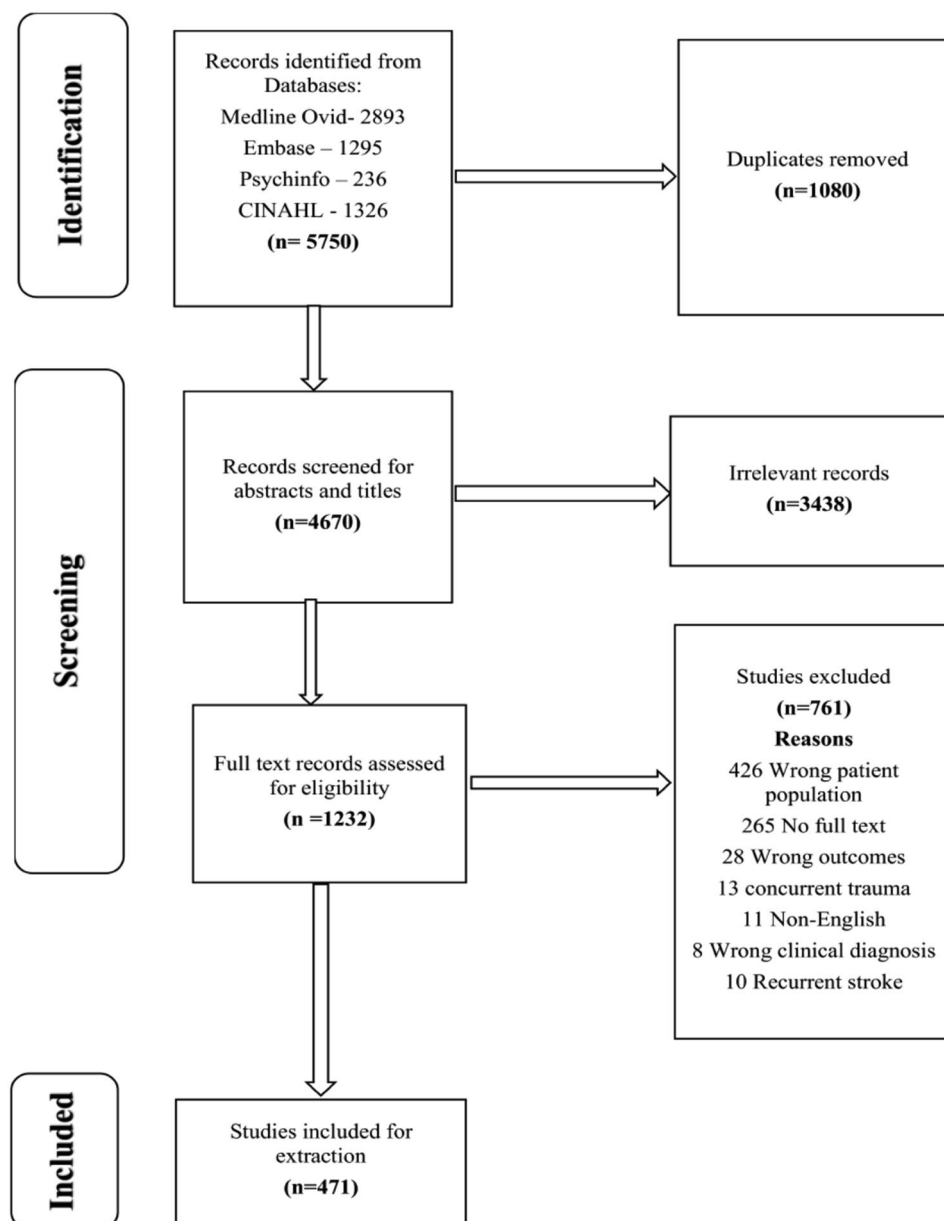 Identification
Records identified from
Databases:
Medline Ovid- 2893
Embase – 1295
Psychinfo – 236
CINAHL - 1326
(n= 5750)
Duplicates removed
(n=1080)
Screening
Records screened for
abstracts and titles
(n=4670)
Irrelevant records
(n=3438)
Full text records assessed
for eligibility
(n =1232)
Studies excluded
(n=761)
Reasons
426 Wrong patient
population
265 No full text
28 Wrong outcomes
13 concurrent trauma
11 Non-English
8 Wrong clinical diagnosis
10 Recurrent stroke
Included
Studies included for
extraction
(n=471)